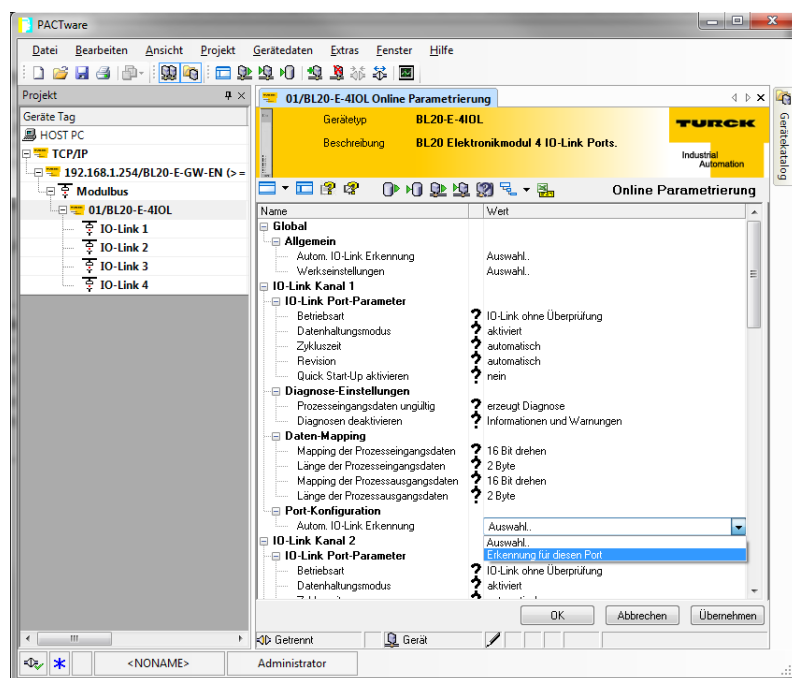 PACTware
Datei Bearbeiten Ansicht Projekt Gerätedaten Extras Fenster Hilfe
Projekt
Geräte Tag
HOST PC
TCP/IP
192.168.1.254/BL20-E-GW-EN (>=
Modulbus
01/BL20-E-4IOL
IO-Link 1
IO-Link 2
IO-Link 3
IO-Link 4
01/BL20-E-4IOL Online Parametrierung
Gerätetyp BL20-E-4IOL
Beschreibung BL20 Elektronikmodul 4 IO-Link Ports.
TURCK
Industrial
Automation
Online Parametrierung
Name Wert
Global
Allgemein
Autom. IO-Link Erkennung Auswahl..
Werkseinstellungen Auswahl..
IO-Link Kanal 1
IO-Link Port-Parameter
Betriebsart ? IO-Link ohne Überprüfung
Datenhaltungsmodus ? aktiviert
Zykluszeit ? automatisch
Revision ? automatisch
Quick Start-Up aktivieren ? nein
Diagnose-Einstellungen
Prozesseingangsdaten ungültig ? erzeugt Diagnose
Diagnosen deaktivieren ? Informationen und Warnungen
Daten-Mapping
Mapping der Prozesseingangsdaten ? 16 Bit drehen
Länge der Prozesseingangsdaten ? 2 Byte
Mapping der Prozessausgangsdaten ? 16 Bit drehen
Länge der Prozessausgangsdaten ? 2 Byte
Port-Konfiguration
Autom. IO-Link Erkennung Auswahl..
Auswahl..
Erkennung für diesen Port
IO-Link Kanal 2
IO-Link Port-Parameter
Betriebsart ? IO-Link ohne Überprüfung
Datenhaltungsmodus ? aktiviert
OK Abbrechen Übernehmen
Getrennt Gerät
<NONAME> Administrator
Gerätekatalog